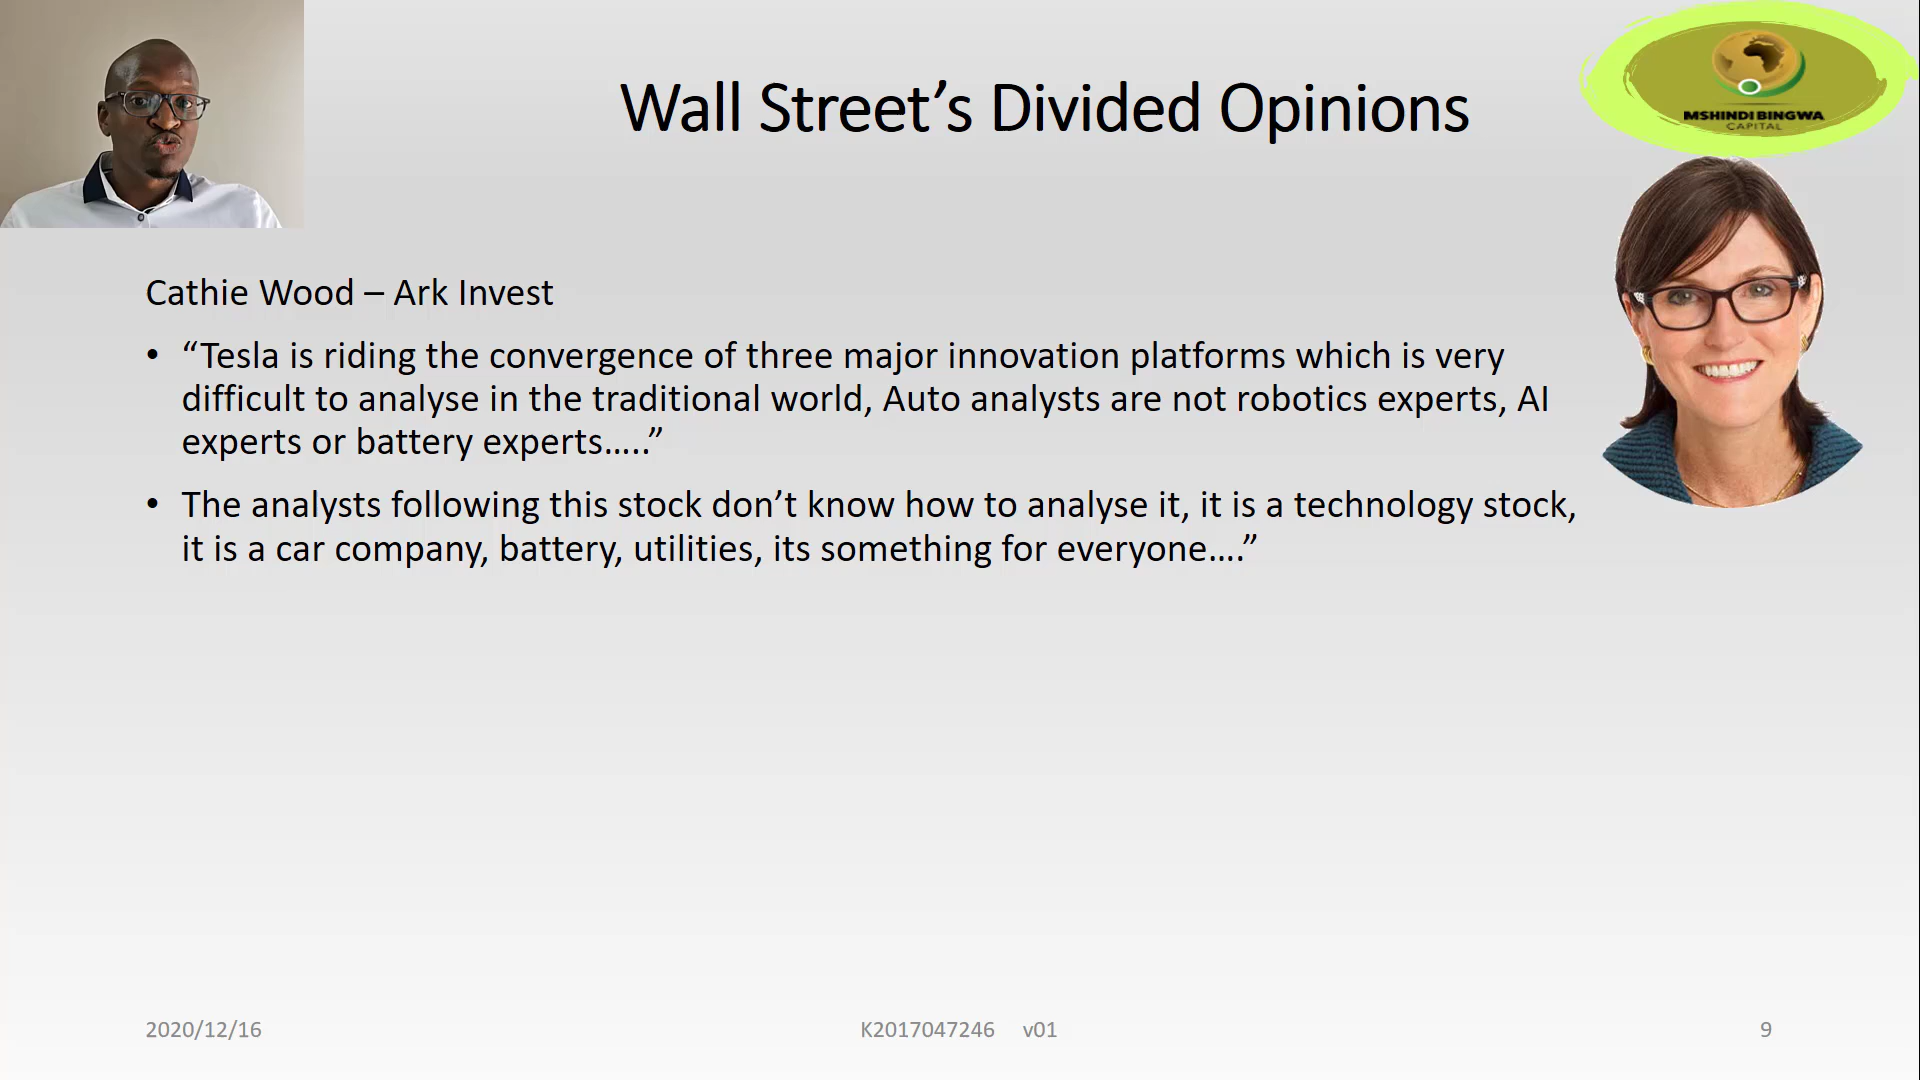 Wall Street’s Divided Opinions
MSHINDI BINGWA
CAPITAL
Cathie Wood – Ark Invest
• “Tesla is riding the convergence of three major innovation platforms which is very
difficult to analyse in the traditional world, Auto analysts are not robotics experts, AI
experts or battery experts…..”
• The analysts following this stock don’t know how to analyse it, it is a technology stock,
it is a car company, battery, utilities, its something for everyone….”
2020/12/16
K2017047246 v01
9